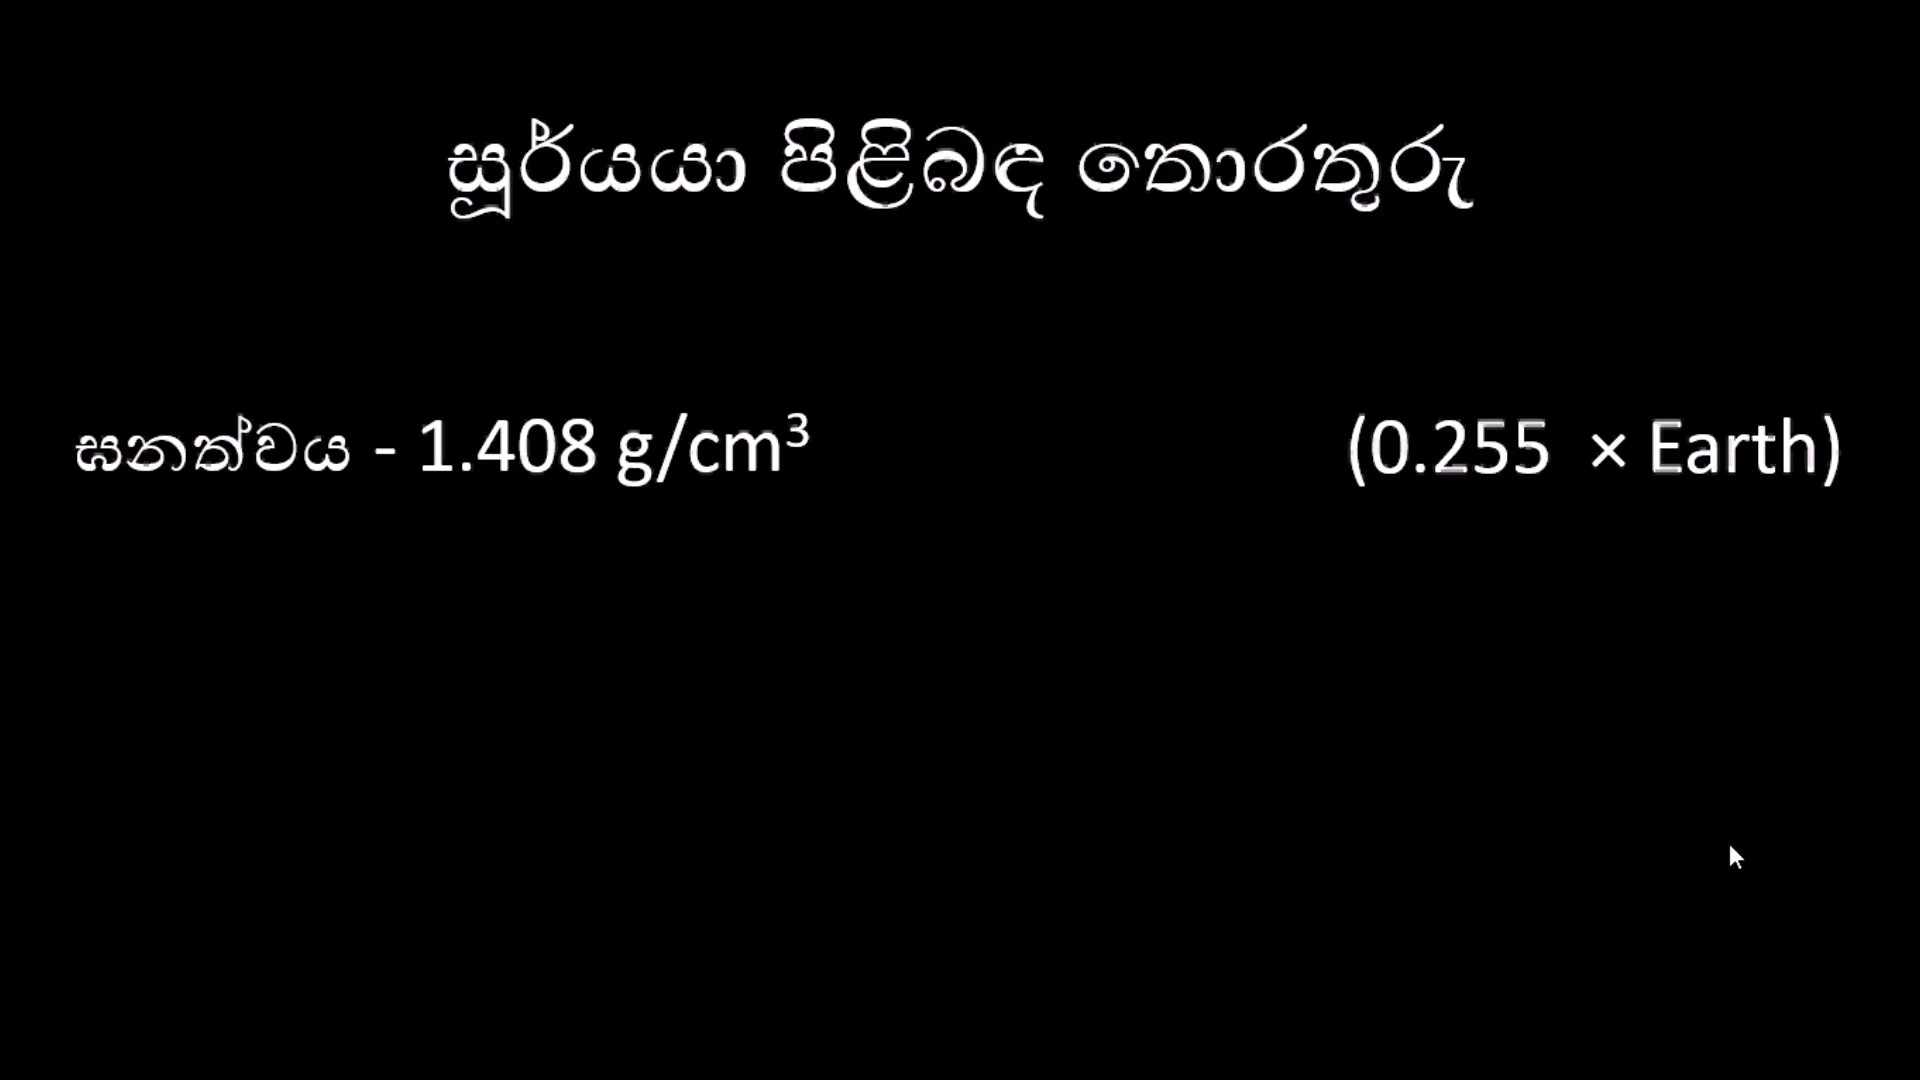 සූර්යයා පිළිබඳ තොරතුරු
ඝනත්වය - 1.408 g/cm³ (0.255 × Earth)